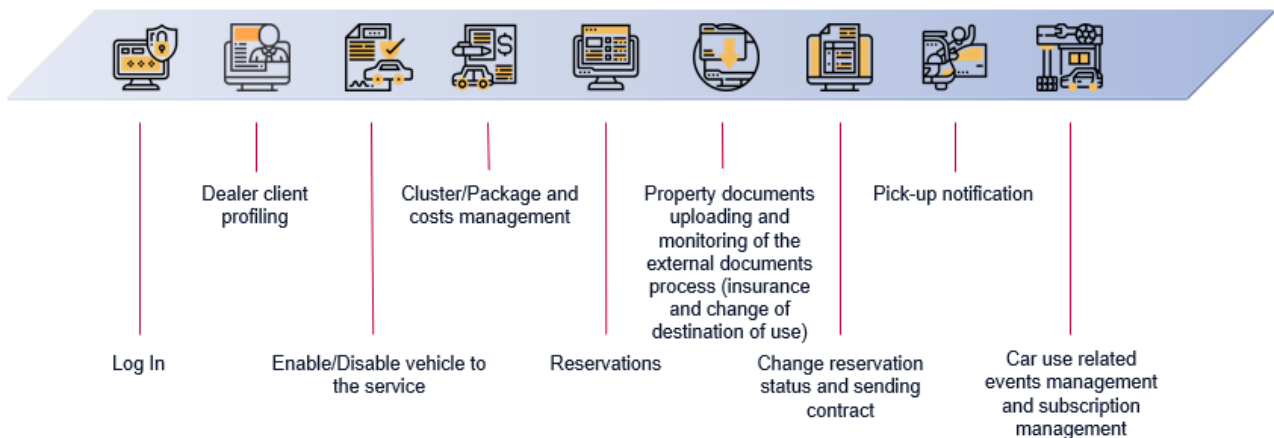 Log In
Dealer client
profiling
Enable/Disable vehicle to
the service
Cluster/Package and
costs management
Reservations
Property documents
uploading and
monitoring of the
external documents
process (insurance
and change of
destination of use)
Change reservation
status and sending
contract
Pick-up notification
Car use related
events management
and subscription
management